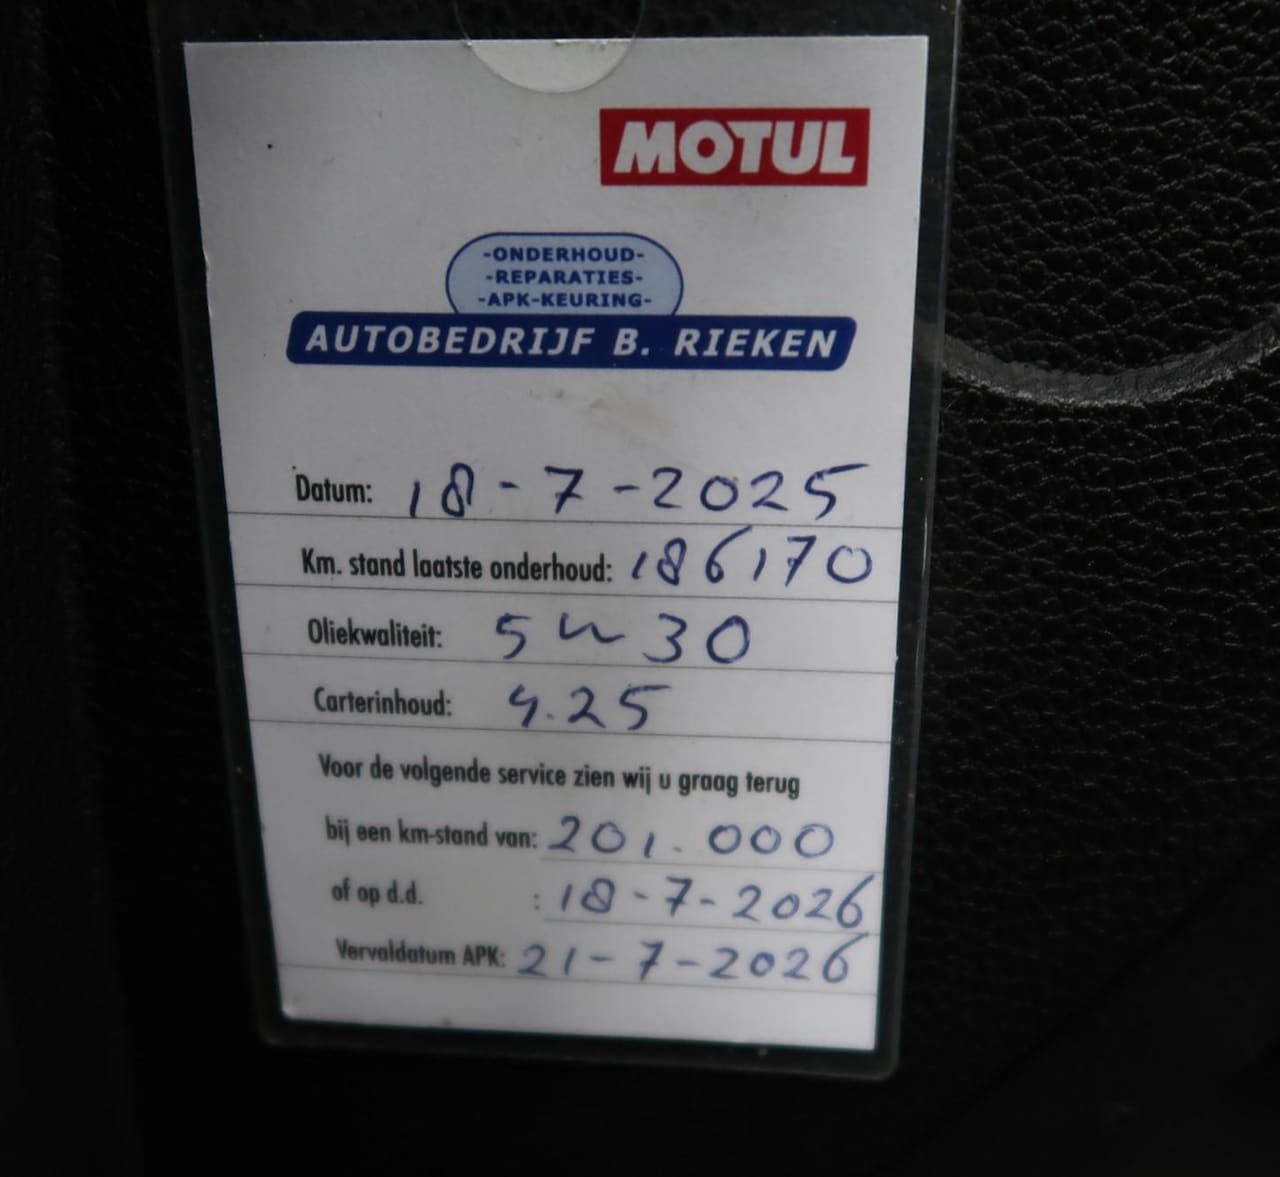 MOTUL
-ONDERHOUD-
-REPARATIES-
-APK-KEURING-
AUTOBEDRIJF B. RIEKEN
Datum: 18-7-2025
Km. stand laatste onderhoud: 186170
Oliekwaliteit: 5W30
Carterinhoud: 4.25
Voor de volgende service zien wij u graag terug
bij een km-stand van: 201.000
of op d.d. : 18-7-2026
Vervaldatum APK: 21-7-2026